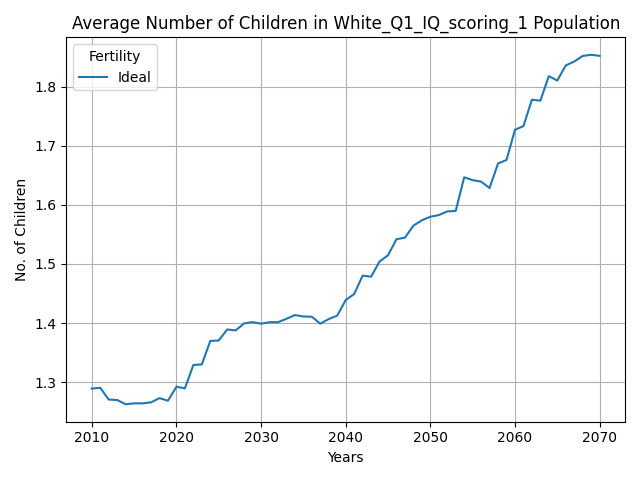 Average Number of Children in White_Q1_IQ_scoring_1 Population
Fertility
Ideal
No. of Children
1.8
1.7
1.6
1.5
1.4
1.3
2010 2020 2030 2040 2050 2060 2070
Years